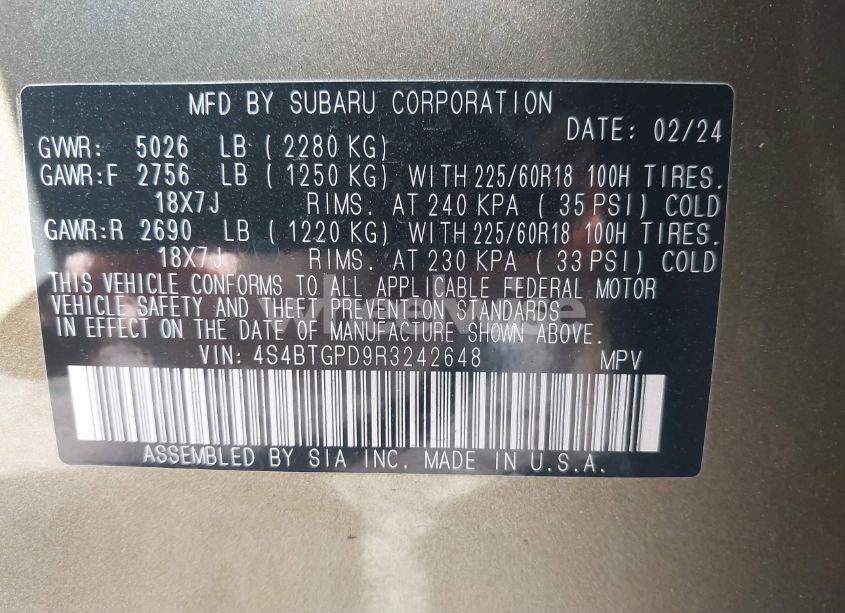 MFD BY SUBARU CORPORATION
DATE: 02/24
GVWR: 5026 LB ( 2280 KG)
GAWR:F 2756 LB ( 1250 KG) WITH 225/60R18 100H TIRES.
18X7J RIMS. AT 240 KPA ( 35 PSI) COLD
GAWR:R 2690 LB ( 1220 KG) WITH 225/60R18 100H TIRES.
18X7J RIMS. AT 230 KPA ( 33 PSI) COLD
THIS VEHICLE CONFORMS TO ALL APPLICABLE FEDERAL MOTOR
VEHICLE SAFETY AND THEFT PREVENTION STANDARDS
IN EFFECT ON THE DATE OF MANUFACTURE SHOWN ABOVE.
VIN: 4S4BTGPD9R3242648 MPV
ASSEMBLED BY SIA INC. MADE IN U.S.A.